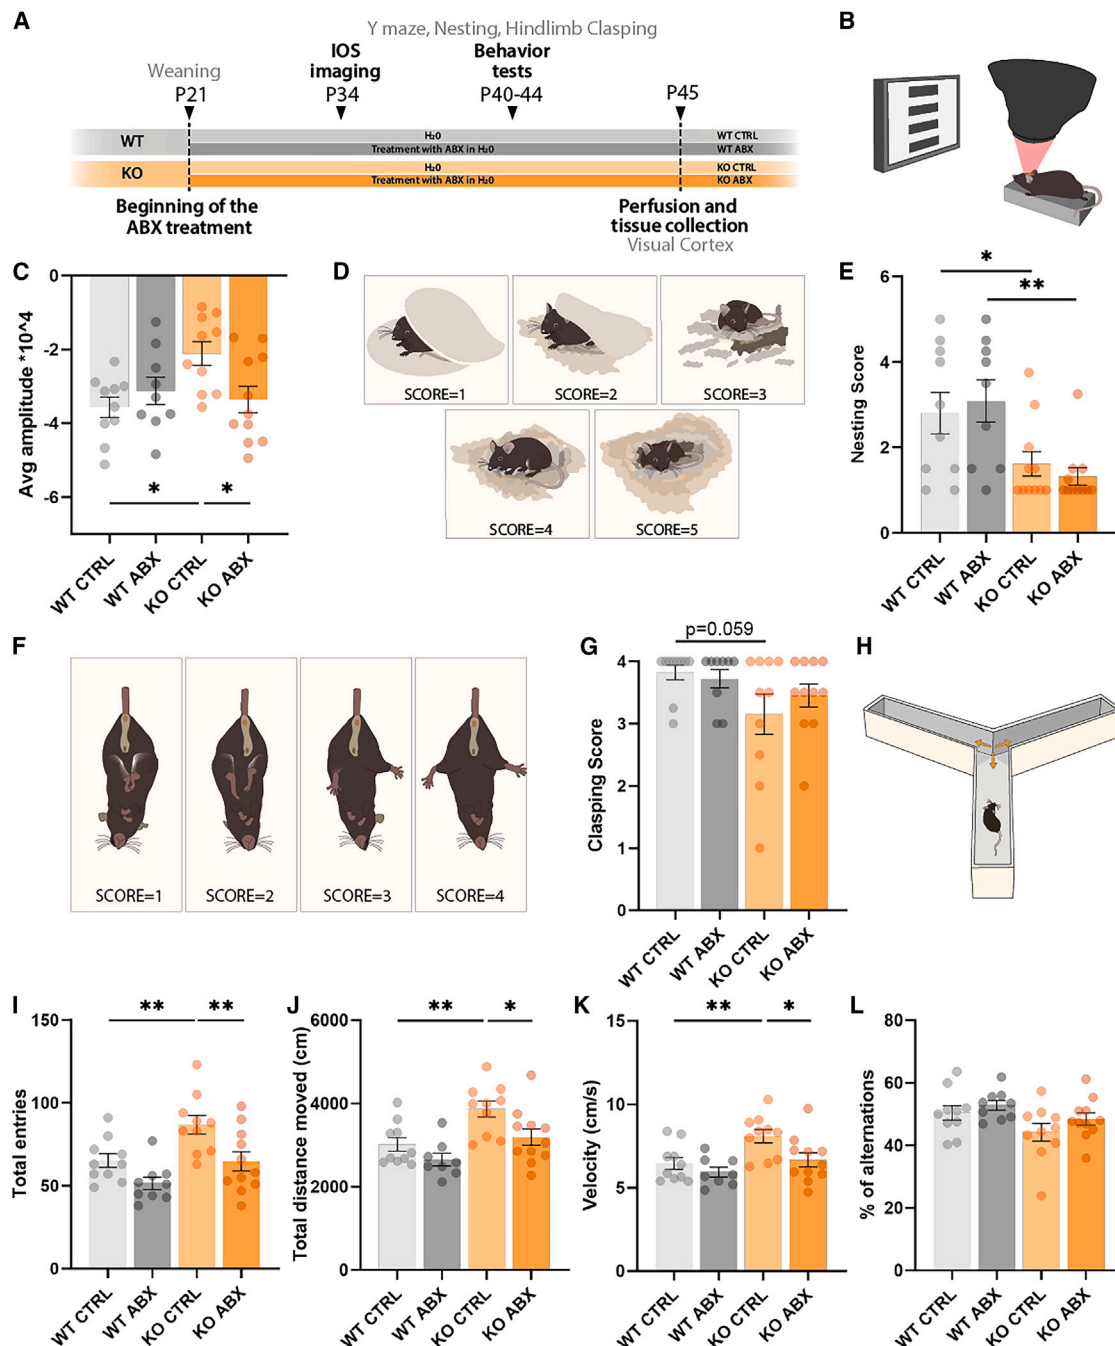 A
Y maze, Nesting, Hindlimb Clasping
Weaning
P21
IOS
imaging
P34
Behavior
tests
P40-44
P45
WT
H₂0
WT CTRL
Treatment with ABX in H₂0
WT ABX
KO
H₂0
KO CTRL
Treatment with ABX in H₂0
KO ABX
Beginning of the
ABX treatment
Perfusion and
tissue collection
Visual Cortex
B
C
Avg amplitude *10^4
0
-2
-4
-6
*
*
WT CTRL
WT ABX
KO CTRL
KO ABX
D
SCORE=1
SCORE=2
SCORE=3
SCORE=4
SCORE=5
E
Nesting Score
6
4
2
0
*
**
WT CTRL
WT ABX
KO CTRL
KO ABX
F
SCORE=1
SCORE=2
SCORE=3
SCORE=4
G
p=0.059
Clasping Score
4
3
2
1
0
WT CTRL
WT ABX
KO CTRL
KO ABX
H
I
Total entries
150
100
50
0
**
**
WT CTRL
WT ABX
KO CTRL
KO ABX
J
Total distance moved (cm)
6000
4000
2000
0
**
*
WT CTRL
WT ABX
KO CTRL
KO ABX
K
Velocity (cm/s)
15
10
5
0
**
*
WT CTRL
WT ABX
KO CTRL
KO ABX
L
% of alternations
80
60
40
20
0
WT CTRL
WT ABX
KO CTRL
KO ABX